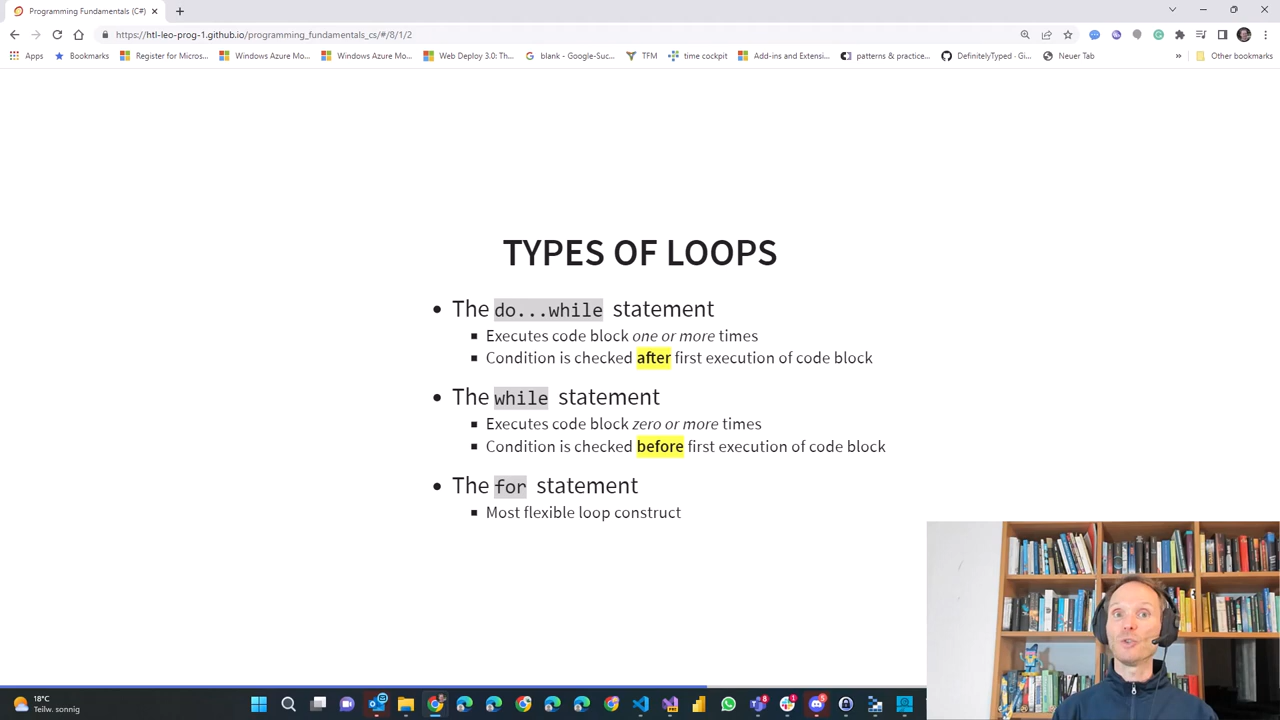 Programming Fundamentals (C#)
https://htl-leo-prog-1.github.io/programming_fundamentals_cs/#/8/1/2
Apps
Bookmarks
Register for Micros...
Windows Azure Mo...
Windows Azure Mo...
Web Deploy 3.0: Th...
blank - Google-Suc...
TFM
time cockpit
Add-ins and Extensi...
patterns & practice...
DefinitelyTyped - Gi...
Neuer Tab
»
Other bookmarks
TYPES OF LOOPS
The do...while statement
Executes code block one or more times
Condition is checked after first execution of code block
The while statement
Executes code block zero or more times
Condition is checked before first execution of code block
The for statement
Most flexible loop construct
18°C
Teilw. sonnig